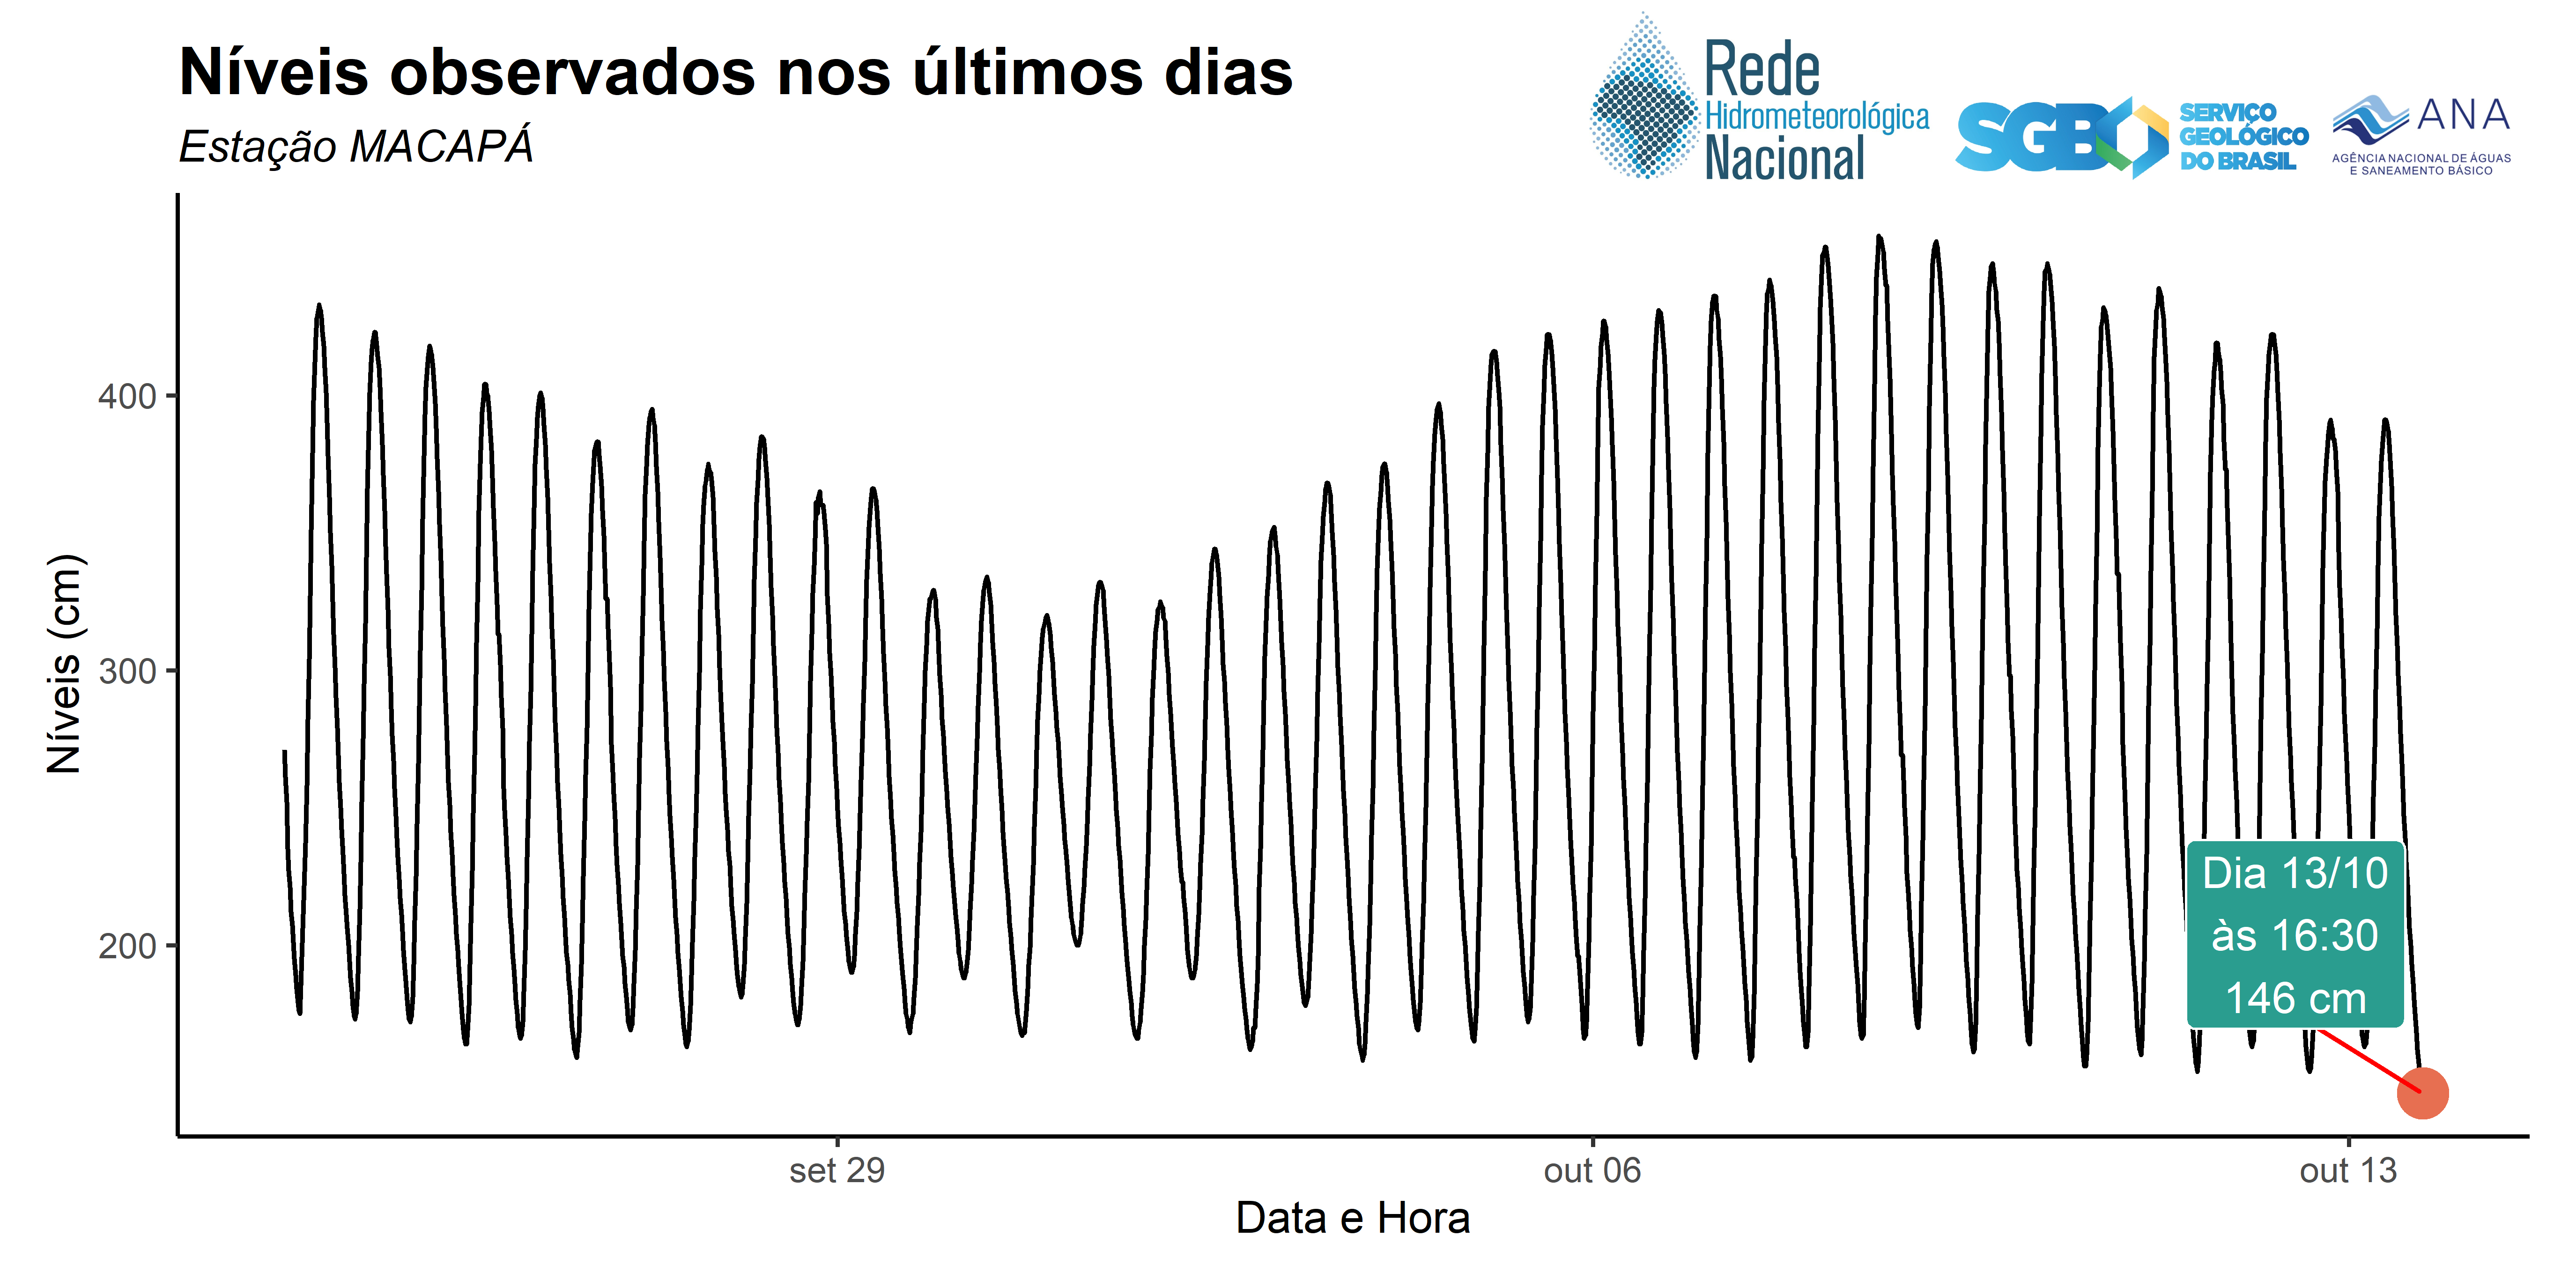 Níveis observados nos últimos dias
Estação MACAPÁ
Rede
Hidrometeorológica
Nacional
SGB
SERVIÇO
GEOLÓGICO
DO BRASIL
ANA
AGÊNCIA NACIONAL DE ÁGUAS
E SANEAMENTO BÁSICO
Níveis (cm)
400
300
200
Dia 13/10
às 16:30
146 cm
set 29
out 06
out 13
Data e Hora